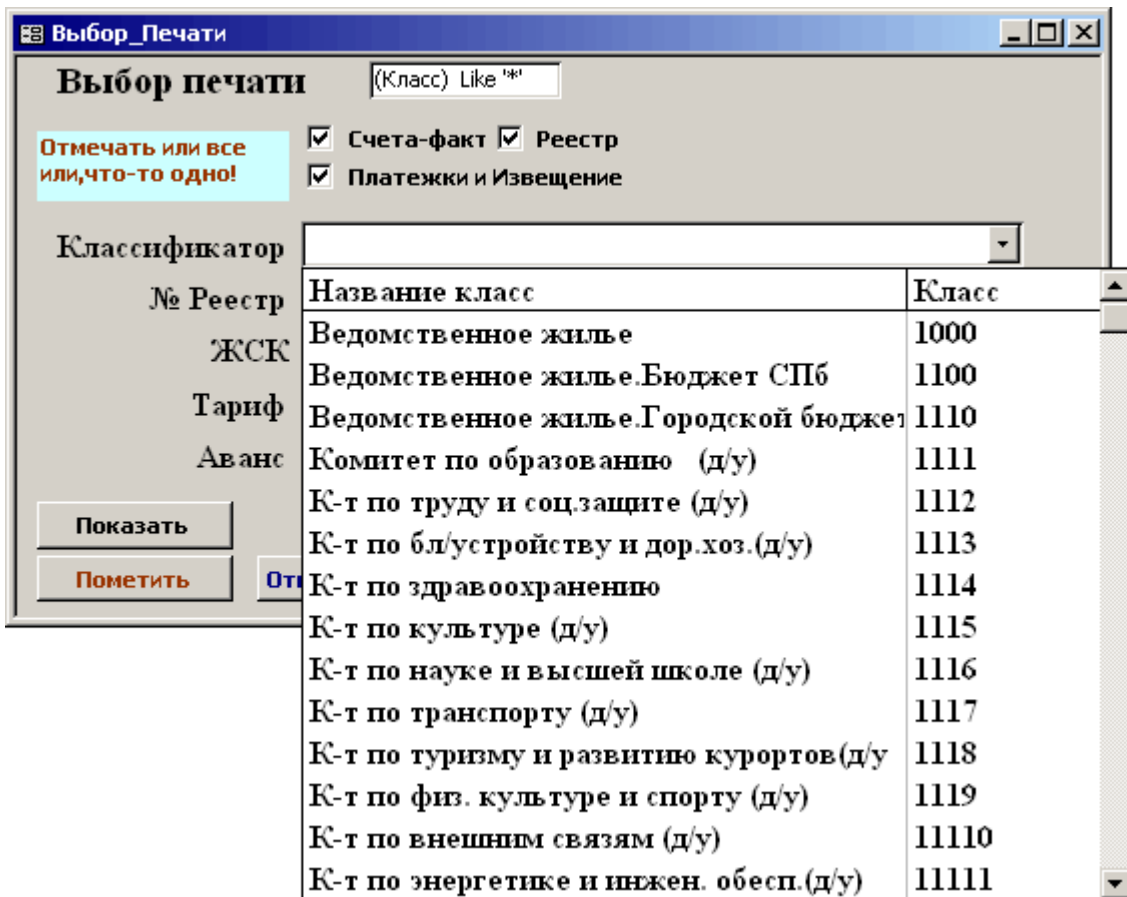 Выбор_Печати
Выбор печати
(Класс) Like '*'
Отмечать или все
или,что-то одно!
Счета-факт Реестр
Платежки и Извещение
Классификатор
№ Реестр
ЖСК
Тариф
Аванс
Показать
Пометить
Название класс Класс
Ведомственное жилье 1000
Ведомственное жилье.Бюджет СПб 1100
Ведомственное жилье.Городской бюджет 1110
Комитет по образованию (д/у) 1111
К-т по труду и соц.защите (д/у) 1112
К-т по бл/устройству и дор.хоз.(д/у) 1113
К-т по здравоохранению 1114
К-т по культуре (д/у) 1115
К-т по науке и высшей школе (д/у) 1116
К-т по транспорту (д/у) 1117
К-т по туризму и развитию курортов(д/у 1118
К-т по физ. культуре и спорту (д/у) 1119
К-т по внешним связям (д/у) 11110
К-т по энергетике и инжен. обесп.(д/у) 11111